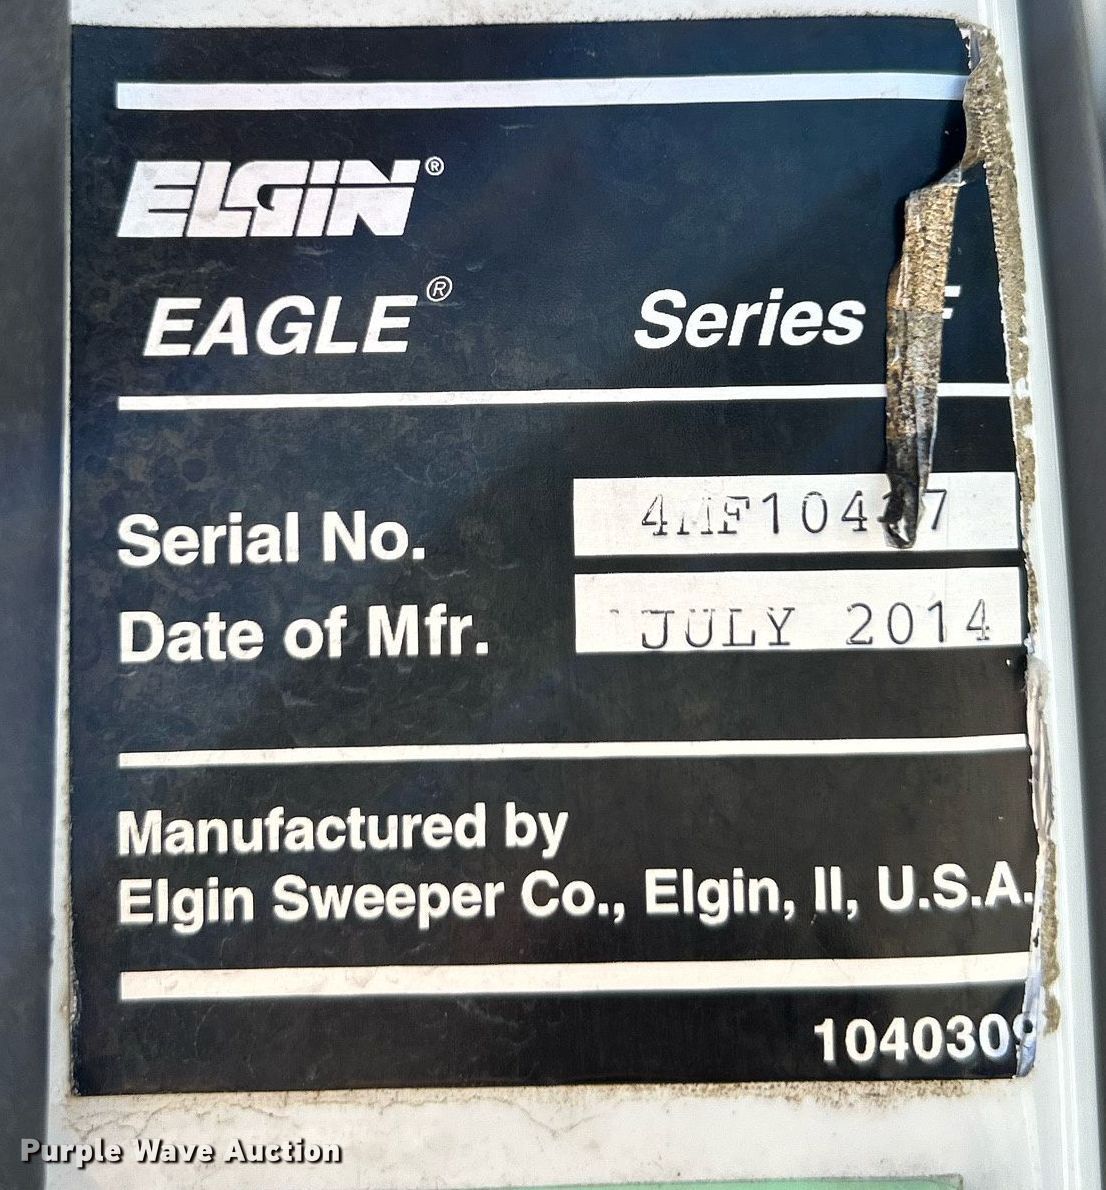 ELGIN®
EAGLE® Series F
Serial No.
Date of Mfr. JULY 2014
Manufactured by
Elgin Sweeper Co., Elgin, Il, U.S.A.
1040309
Purple Wave Auction